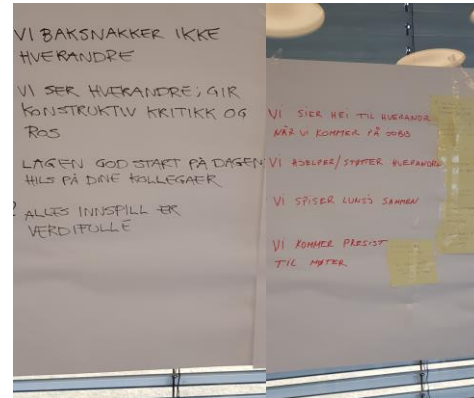 VI BAKSNAKKER IKKE
HVERANDRE
VI SER HVERANDRE; GIR
KONSTRUKTIV KRITIKK OG
ROS
LAGEN GOD START PÅ DAGEN
HILS PÅ DINE KOLLEGAER
ALLES INNSPILL ER
VERDIFULLE
VI SIER HEI TIL HVERANDRE
NÅR VI KOMMER PÅ JOBB
VI HJELPER/STØTTER HVERANDRE
VI SPISER LUNSJ SAMMEN
VI KOMMER PRESIST
TIL MØTER